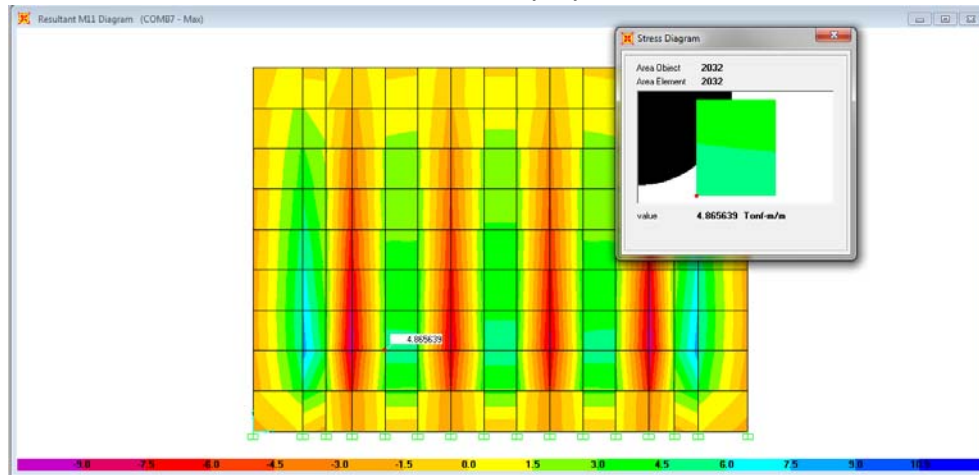 Resultant M11 Diagram (COMB7 - Max)
Stress Diagram
Area Object 2032
Area Element 2032
value 4.865639 Tonf-m/m
4.865639
-9.0 -7.5 -6.0 -4.5 -3.0 -1.5 0.0 1.5 3.0 4.5 6.0 7.5 9.0 10.5